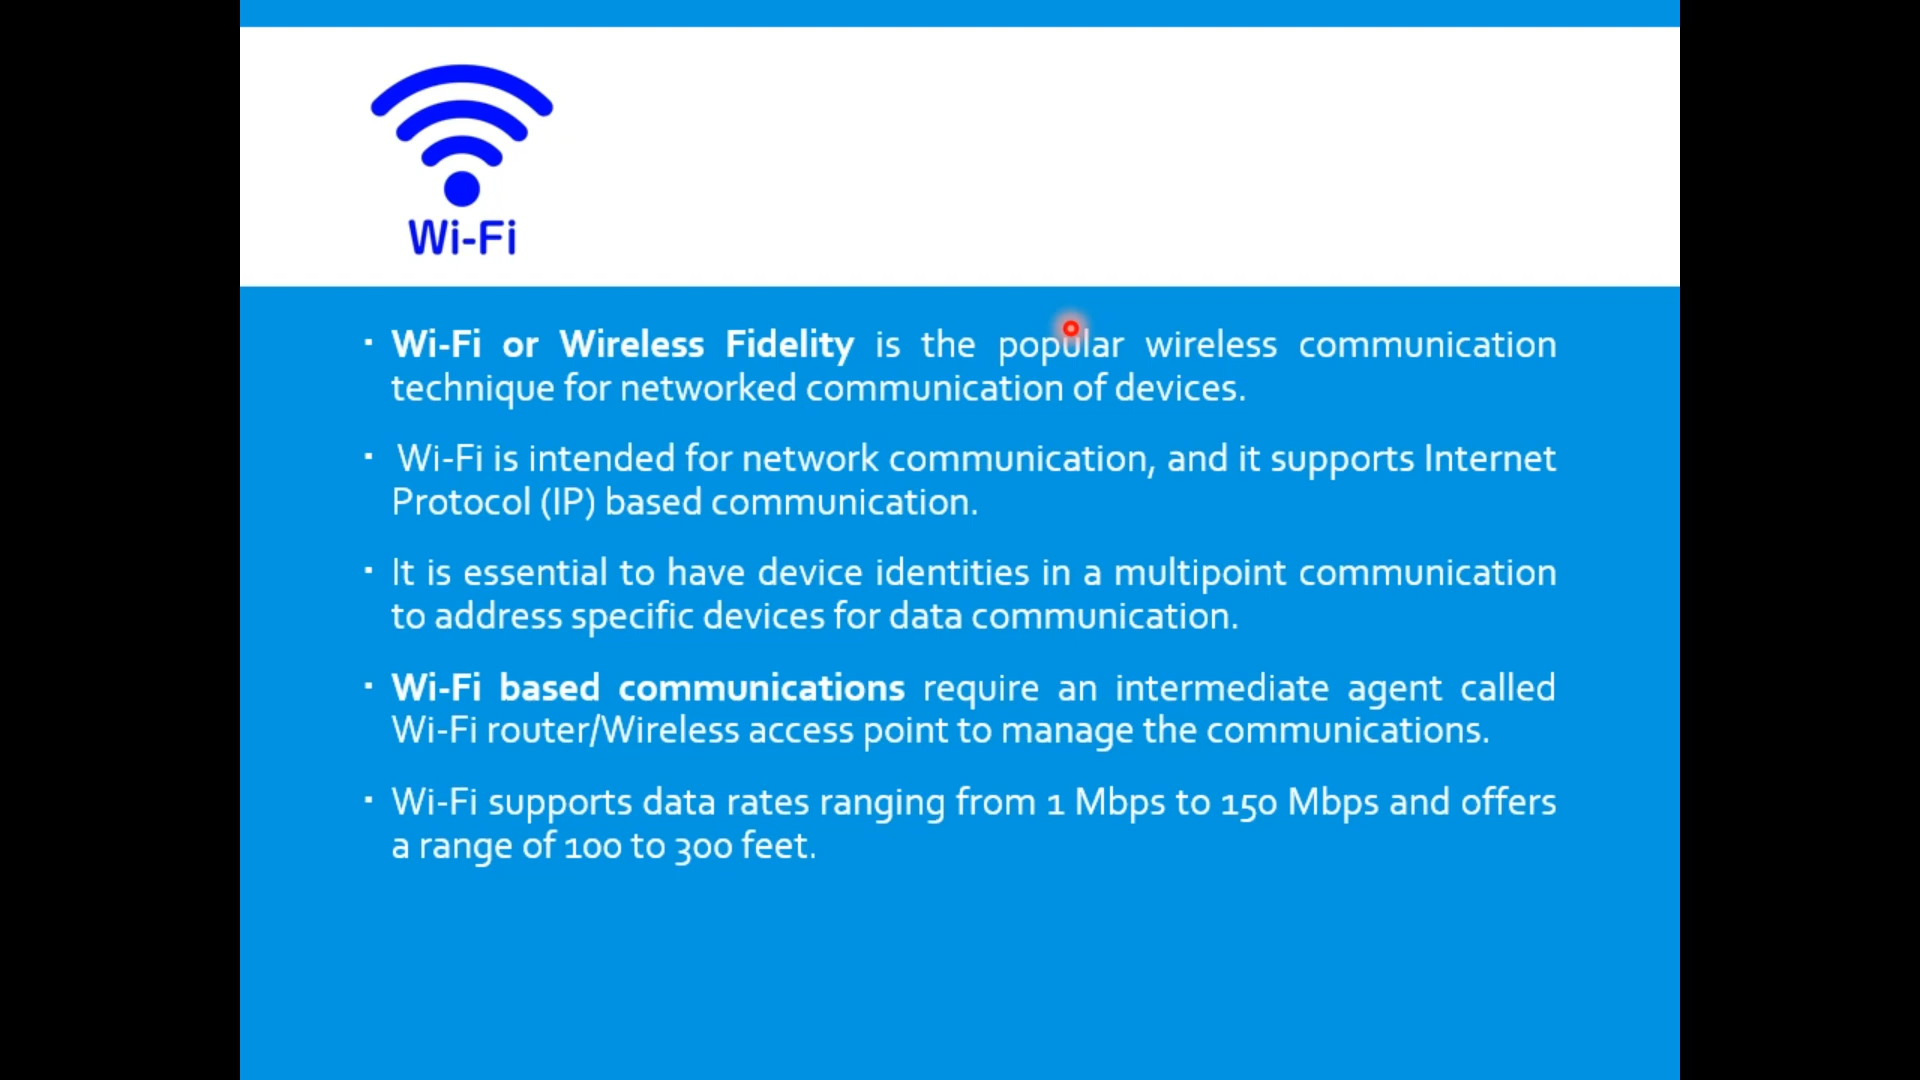 Wi-Fi
▪ Wi-Fi or Wireless Fidelity is the popular wireless communication
technique for networked communication of devices.
▪ Wi-Fi is intended for network communication, and it supports Internet
Protocol (IP) based communication.
▪ It is essential to have device identities in a multipoint communication
to address specific devices for data communication.
▪ Wi-Fi based communications require an intermediate agent called
Wi-Fi router/Wireless access point to manage the communications.
▪ Wi-Fi supports data rates ranging from 1 Mbps to 150 Mbps and offers
a range of 100 to 300 feet.